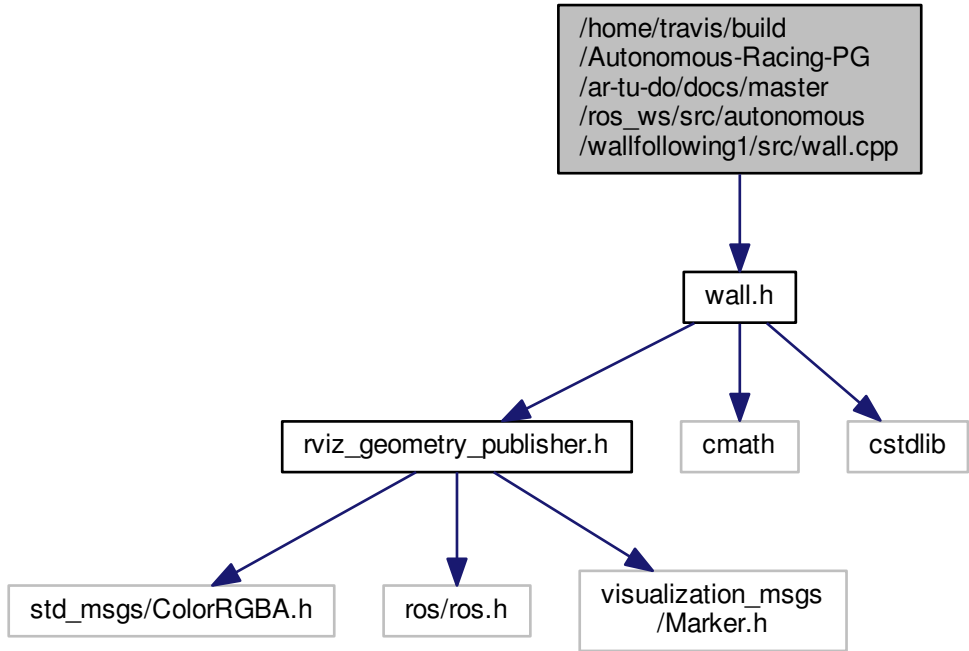 /home/travis/build
/Autonomous-Racing-PG
/ar-tu-do/docs/master
/ros_ws/src/autonomous
/wallfollowing1/src/wall.cpp
wall.h
rviz_geometry_publisher.h
cmath
cstdlib
std_msgs/ColorRGBA.h
ros/ros.h
visualization_msgs
/Marker.h